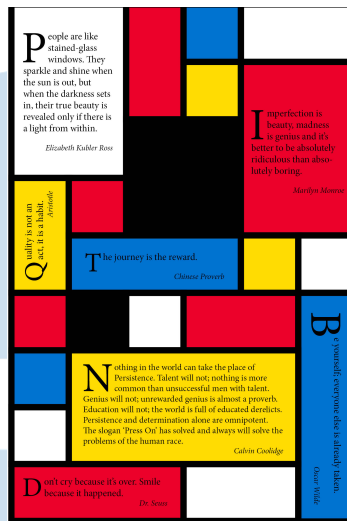 People are like
stained-glass
windows. They
sparkle and shine when
the sun is out, but
when the darkness sets
in, their true beauty is
revealed only if there is
a light from within.
Elizabeth Kubler Ross
Imperfection is
beauty, madness
is genius and it's
better to be absolutely
ridiculous than abso-
lutely boring.
Marilyn Monroe
Quality is not an
act, it is a habit.
Aristotle
The journey is the reward.
Chinese Proverb
Be yourself; everyone else is already taken.
Oscar Wilde
Nothing in the world can take the place of
Persistence. Talent will not; nothing is more
common than unsuccessful men with talent.
Genius will not; unrewarded genius is almost a proverb.
Education will not; the world is full of educated derelicts.
Persistence and determination alone are omnipotent.
The slogan 'Press On' has solved and always will solve the
problems of the human race.
Calvin Coolidge
Don't cry because it's over. Smile
because it happened.
Dr. Seuss